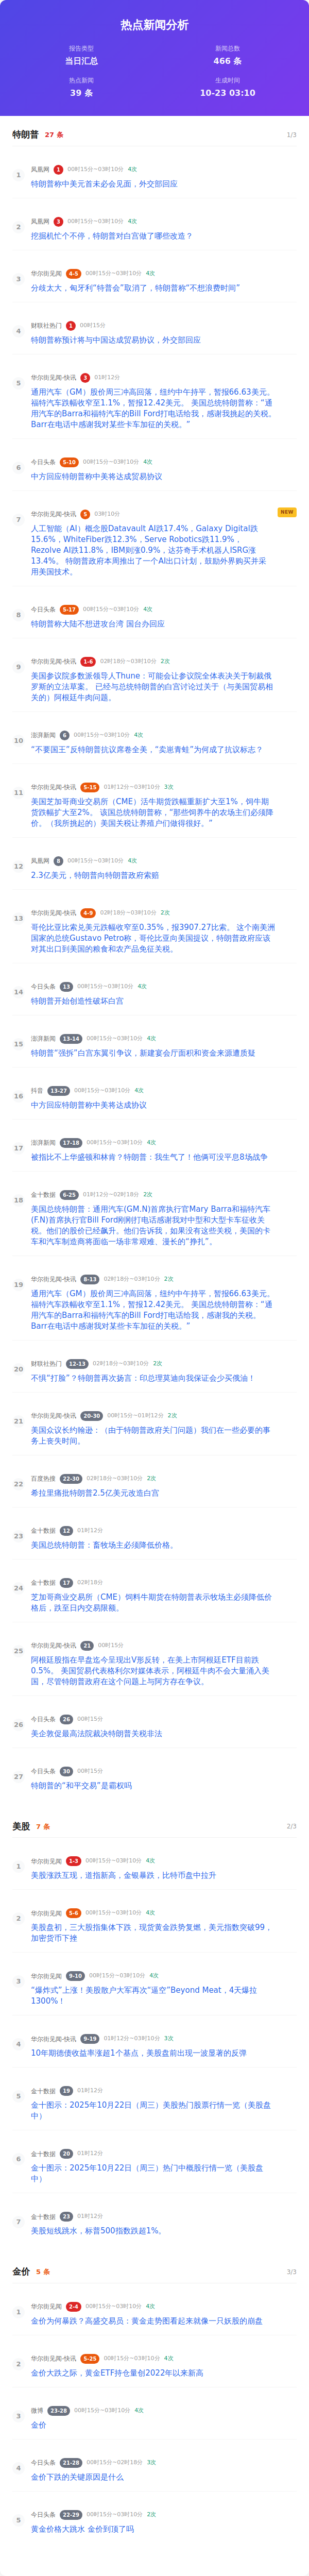 热点新闻分析
报告类型
新闻总数
当日汇总
466 条
热点新闻
生成时间
39 条
10-23 03:10
特朗普 27 条 1/3
1
凤凰网 1 00时15分~03时10分 4次
特朗普称中美元首未必会见面，外交部回应
2
凤凰网 3 00时15分~03时10分 4次
挖掘机忙个不停，特朗普对白宫做了哪些改造？
3
华尔街见闻 4-5 00时15分~03时10分 4次
分歧太大，匈牙利“特普会”取消了，特朗普称“不想浪费时间”
4
财联社热门 1 00时15分
特朗普预计将与中国达成贸易协议，外交部回应
5
华尔街见闻-快讯 3 01时12分
通用汽车（GM）股价周三冲高回落，纽约中午持平，暂报66.63美元。
福特汽车跌幅收窄至1.1%，暂报12.42美元。 美国总统特朗普称：“通
用汽车的Barra和福特汽车的Bill Ford打电话给我，感谢我挑起的关税。
Barr在电话中感谢我对某些卡车加征的关税。”
6
今日头条 5-10 00时15分~03时10分 4次
中方回应特朗普称中美将达成贸易协议
7
华尔街见闻-快讯 5 03时10分 NEW
人工智能（AI）概念股Datavault AI跌17.4%，Galaxy Digital跌
15.6%，WhiteFiber跌12.3%，Serve Robotics跌11.9%，
Rezolve AI跌11.8%，IBM则涨0.9%，达芬奇手术机器人ISRG涨
13.4%。 特朗普政府本周推出了一个AI出口计划，鼓励外界购买并采
用美国技术。
8
今日头条 5-17 00时15分~03时10分 4次
特朗普称大陆不想进攻台湾 国台办回应
9
华尔街见闻-快讯 1-6 02时18分~03时10分 2次
美国参议院多数派领导人Thune：可能会让参议院全体表决关于制裁俄
罗斯的立法草案。 已经与总统特朗普的白宫讨论过关于（与美国贸易相
关的）阿根廷牛肉问题。
10
澎湃新闻 6 00时15分~03时10分 4次
“不要国王”反特朗普抗议席卷全美，“卖崽青蛙”为何成了抗议标志？
11
华尔街见闻-快讯 5-15 01时12分~03时10分 3次
美国芝加哥商业交易所（CME）活牛期货跌幅重新扩大至1%，饲牛期
货跌幅扩大至2%。 该国总统特朗普称，“那些饲养牛的农场主们必须降
价。（我所挑起的）美国关税让养殖户们做得很好。”
12
凤凰网 8 00时15分~03时10分 4次
2.3亿美元，特朗普向特朗普政府索赔
13
华尔街见闻-快讯 4-9 02时18分~03时10分 2次
哥伦比亚比索兑美元跌幅收窄至0.35%，报3907.27比索。 这个南美洲
国家的总统Gustavo Petro称，哥伦比亚向美国提议，特朗普政府应该
对其出口到美国的粮食和农产品免征关税。
14
今日头条 13 00时15分~03时10分 4次
特朗普开始创造性破坏白宫
15
澎湃新闻 13-14 00时15分~03时10分 4次
特朗普“强拆”白宫东翼引争议，新建宴会厅面积和资金来源遭质疑
16
抖音 13-27 00时15分~03时10分 4次
中方回应特朗普称中美将达成协议
17
澎湃新闻 17-18 00时15分~03时10分 4次
被指比不上华盛顿和林肯？特朗普：我生气了！他俩可没平息8场战争
18
金十数据 6-25 01时12分~02时18分 2次
美国总统特朗普：通用汽车(GM.N)首席执行官Mary Barra和福特汽车
(F.N)首席执行官Bill Ford刚刚打电话感谢我对中型和大型卡车征收关
税。他们的股价已经飙升。他们告诉我，如果没有这些关税，美国的卡
车和汽车制造商将面临一场非常艰难、漫长的“挣扎”。
19
华尔街见闻-快讯 8-13 02时18分~03时10分 2次
通用汽车（GM）股价周三冲高回落，纽约中午持平，暂报66.63美元。
福特汽车跌幅收窄至1.1%，暂报12.42美元。 美国总统特朗普称：“通
用汽车的Barra和福特汽车的Bill Ford打电话给我，感谢我的关税。
Barr在电话中感谢我对某些卡车加征的关税。”
20
财联社热门 12-13 02时18分~03时10分 2次
不惧“打脸”？特朗普再次扬言：印总理莫迪向我保证会少买俄油！
21
华尔街见闻-快讯 20-30 00时15分~01时12分 2次
美国众议长约翰逊：（由于特朗普政府关门问题）我们在一些必要的事
务上丧失时间。
22
百度热搜 22-30 02时18分~03时10分 2次
希拉里痛批特朗普2.5亿美元改造白宫
23
金十数据 12 01时12分
美国总统特朗普：畜牧场主必须降低价格。
24
金十数据 17 02时18分
芝加哥商业交易所（CME）饲料牛期货在特朗普表示牧场主必须降低价
格后，跌至日内交易限额。
25
华尔街见闻-快讯 21 00时15分
阿根廷股指在早盘迄今呈现出V形反转，在美上市阿根廷ETF目前跌
0.5%。 美国贸易代表格利尔对媒体表示，阿根廷牛肉不会大量涌入美
国，尽管特朗普政府在这个问题上与阿方存在争议。
26
今日头条 26 00时15分
美企敦促最高法院裁决特朗普关税非法
27
今日头条 30 00时15分
特朗普的“和平交易”是霸权吗
美股 7 条 2/3
1
华尔街见闻 1-3 00时15分~03时10分 4次
美股涨跌互现，道指新高，金银暴跌，比特币盘中拉升
2
华尔街见闻 5-6 00时15分~03时10分 4次
美股盘初，三大股指集体下跌，现货黄金跌势复燃，美元指数突破99，
加密货币下挫
3
华尔街见闻 9-10 00时15分~03时10分 4次
“爆炸式”上涨！美股散户大军再次“逼空”Beyond Meat，4天爆拉
1300%！
4
华尔街见闻-快讯 9-19 01时12分~03时10分 3次
10年期德债收益率涨超1个基点，美股盘前出现一波显著的反弹
5
金十数据 19 01时12分
金十图示：2025年10月22日（周三）美股热门股票行情一览（美股盘
中）
6
金十数据 20 01时12分
金十图示：2025年10月22日（周三）热门中概股行情一览（美股盘
中）
7
金十数据 23 01时12分
美股短线跳水，标普500指数跌超1%。
金价 5 条 3/3
1
华尔街见闻 2-4 00时15分~03时10分 4次
金价为何暴跌？高盛交易员：黄金走势图看起来就像一只妖股的崩盘
2
华尔街见闻 5-25 00时15分~03时10分 4次
金价大跌之际，黄金ETF持仓量创2022年以来新高
3
微博 23-28 00时15分~03时10分 4次
金价
4
今日头条 21-28 00时15分~02时18分 3次
金价下跌的关键原因是什么
5
今日头条 22-29 00时15分~03时10分 2次
黄金价格大跳水 金价到顶了吗